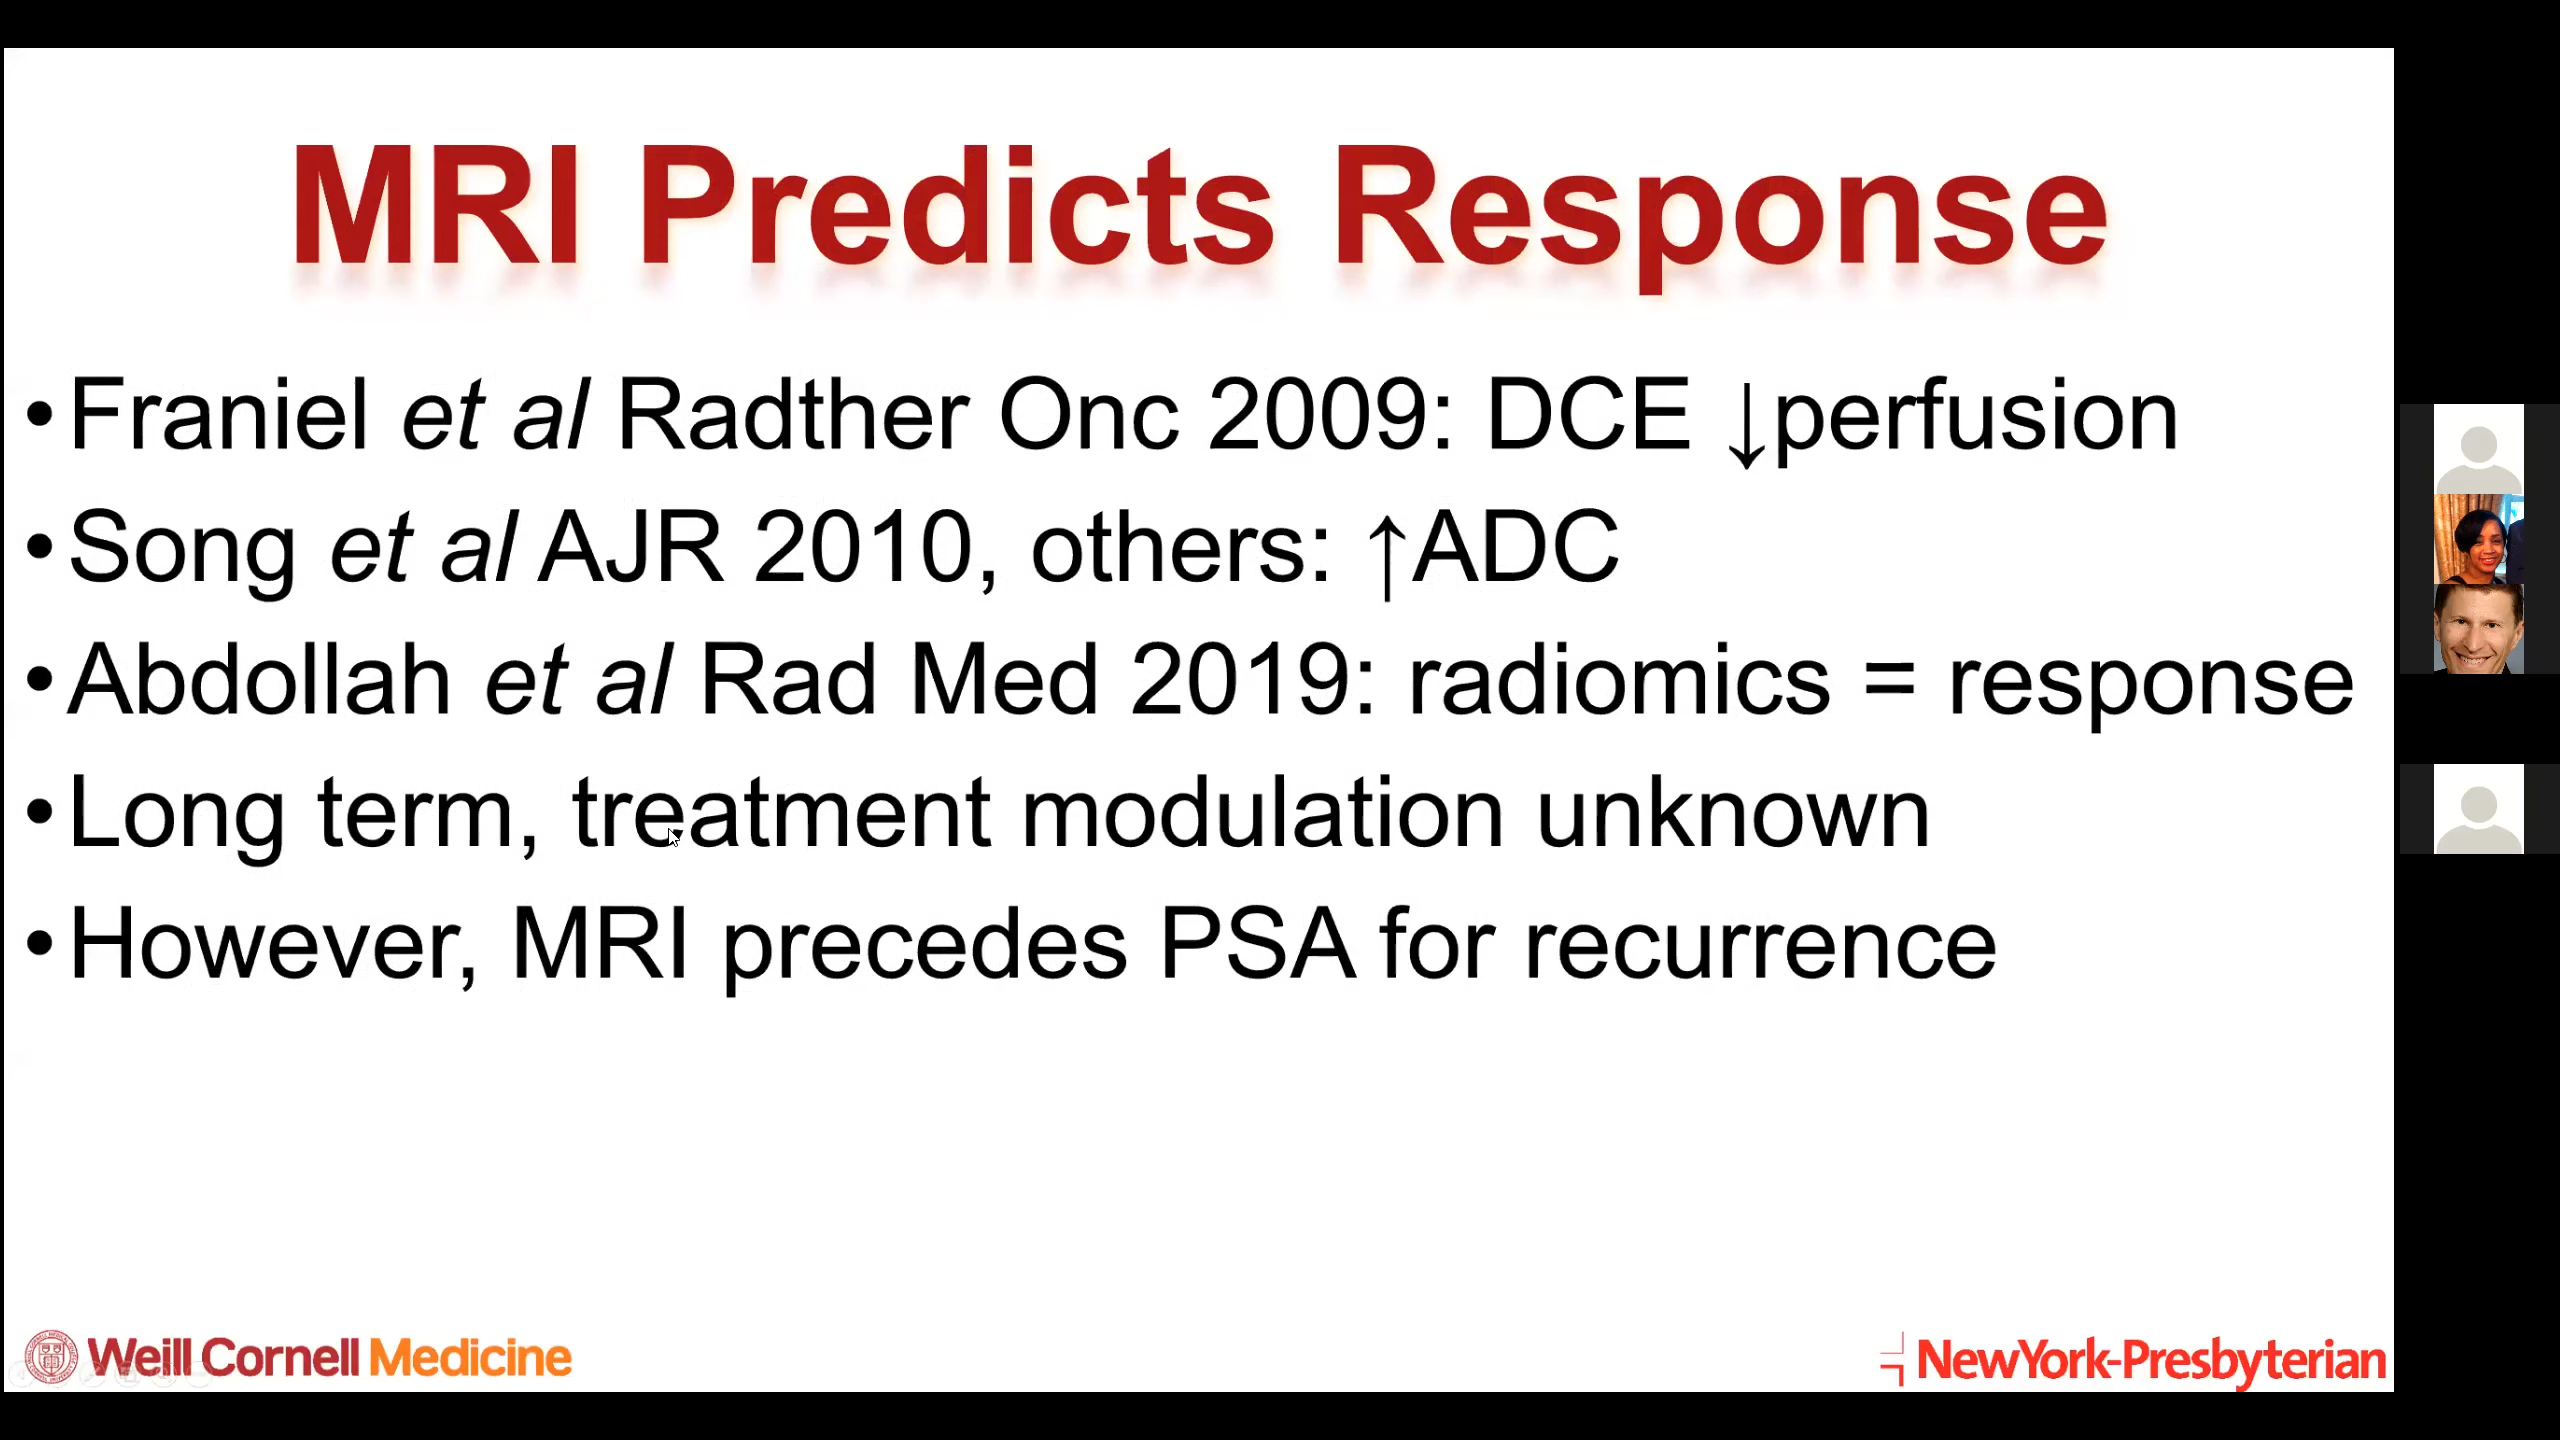 MRI Predicts Response
•Franiel et al Radther Onc 2009: DCE ↓perfusion
•Song et al AJR 2010, others: ↑ADC
•Abdollah et al Rad Med 2019: radiomics = response
•Long term, treatment modulation unknown
•However, MRI precedes PSA for recurrence
Weill Cornell Medicine
NewYork-Presbyterian